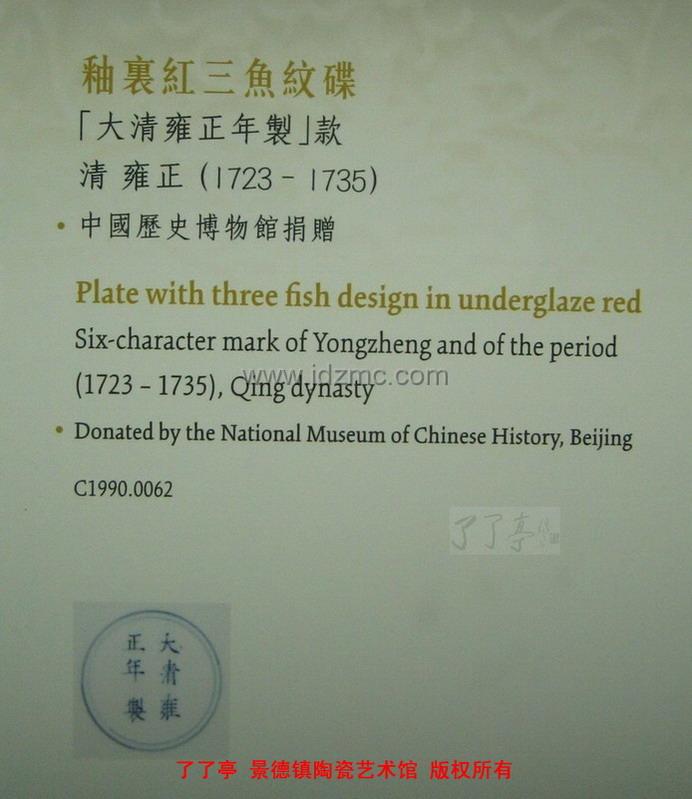 釉裏紅三魚紋碟
「大清雍正年製」款
清 雍正 (1723 – 1735)
• 中國歷史博物館捐贈
Plate with three fish design in underglaze red
Six-character mark of Yongzheng and of the period
(1723 – 1735), Qing dynasty
www.jdzmc.com
• Donated by the National Museum of Chinese History, Beijing
C1990.0062
了了亭
大清雍
正年製
了了亭 景德镇陶瓷艺术馆 版权所有